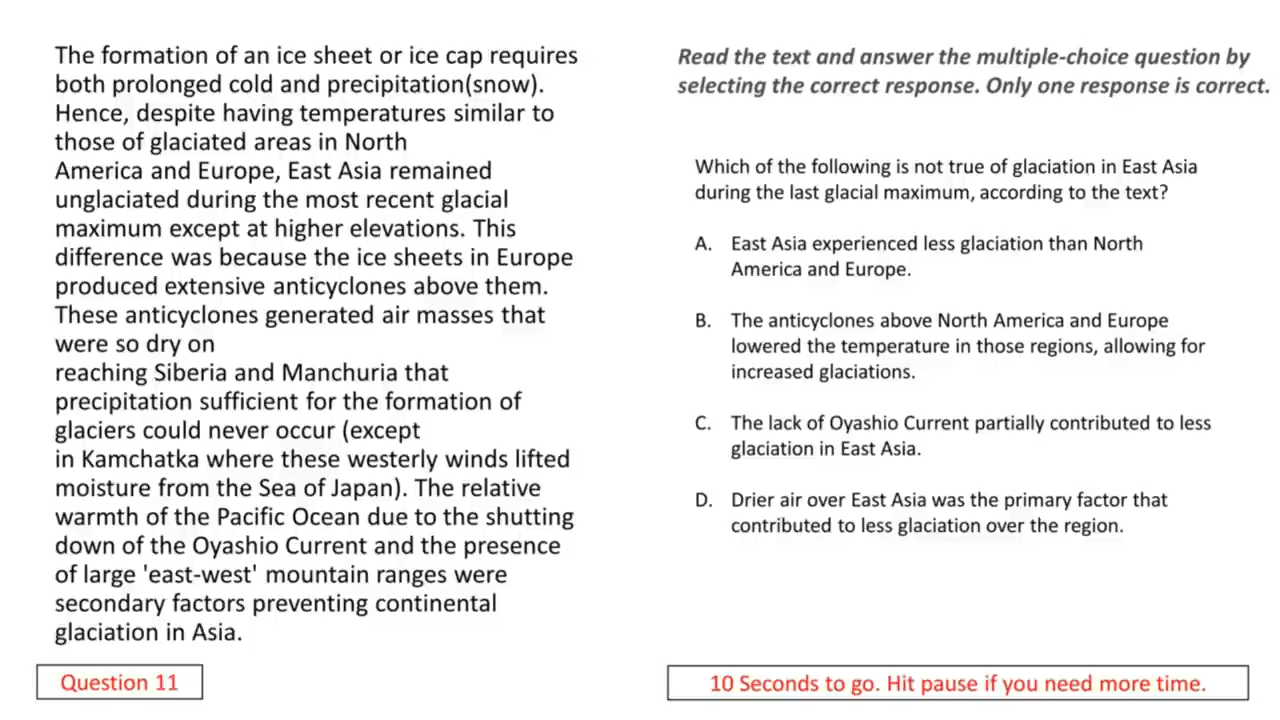 The formation of an ice sheet or ice cap requires
both prolonged cold and precipitation(snow).
Hence, despite having temperatures similar to
those of glaciated areas in North
America and Europe, East Asia remained
unglaciated during the most recent glacial
maximum except at higher elevations. This
difference was because the ice sheets in Europe
produced extensive anticyclones above them.
These anticyclones generated air masses that
were so dry on
reaching Siberia and Manchuria that
precipitation sufficient for the formation of
glaciers could never occur (except
in Kamchatka where these westerly winds lifted
moisture from the Sea of Japan). The relative
warmth of the Pacific Ocean due to the shutting
down of the Oyashio Current and the presence
of large 'east-west' mountain ranges were
secondary factors preventing continental
glaciation in Asia.
Question 11
Read the text and answer the multiple-choice question by
selecting the correct response. Only one response is correct.
Which of the following is not true of glaciation in East Asia
during the last glacial maximum, according to the text?
A. East Asia experienced less glaciation than North
America and Europe.
B. The anticyclones above North America and Europe
lowered the temperature in those regions, allowing for
increased glaciations.
C. The lack of Oyashio Current partially contributed to less
glaciation in East Asia.
D. Drier air over East Asia was the primary factor that
contributed to less glaciation over the region.
10 Seconds to go. Hit pause if you need more time.